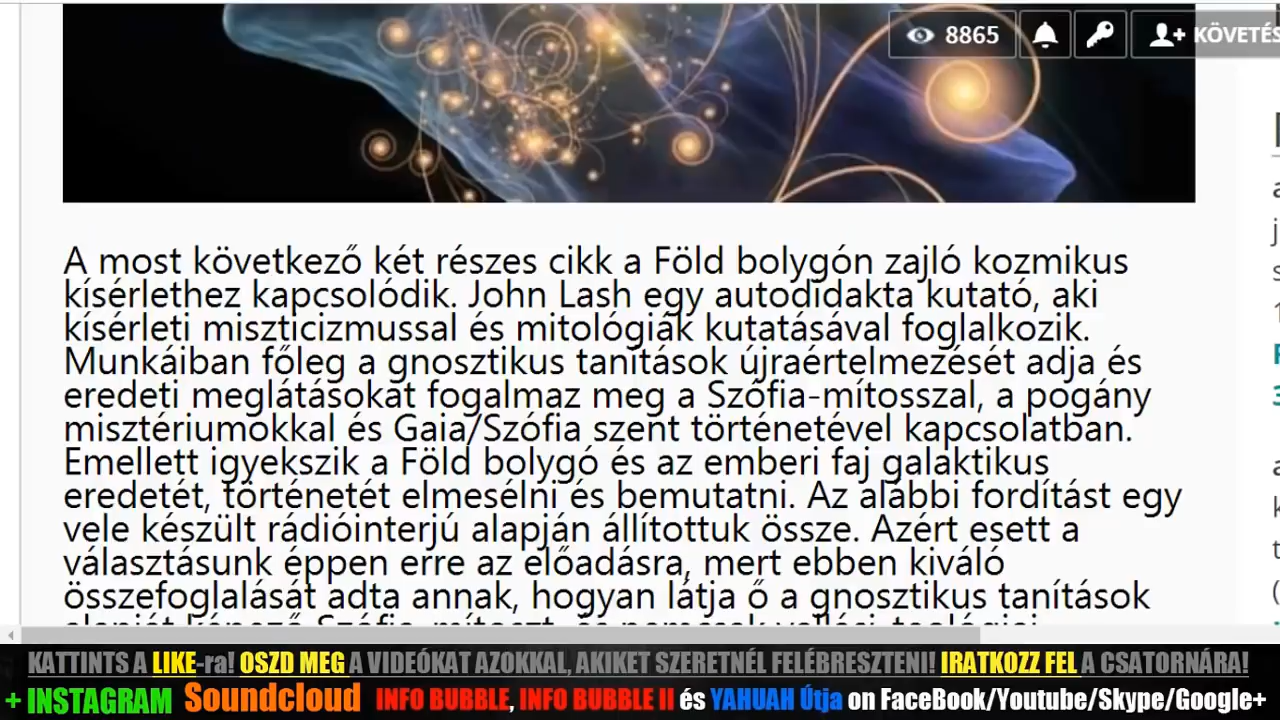 8865
KÖVETÉS
A most következő két részes cikk a Föld bolygón zajló kozmikus
kísérlethez kapcsolódik. John Lash egy autodidakta kutató, aki
kísérleti miszticizmussal és mitológiák kutatásával foglalkozik.
Munkáiban főleg a gnosztikus tanítások újraértelmezését adja és
eredeti meglátásokat fogalmaz meg a Szófia-mítosszal, a pogány
misztériumokkal és Gaia/Szófia szent történetével kapcsolatban.
Emellett igyekszik a Föld bolygó és az emberi faj galaktikus
eredetét, történetét elmesélni és bemutatni. Az alábbi fordítást egy
vele készült rádióinterjú alapján állítottuk össze. Azért esett a
választásunk éppen erre az előadásra, mert ebben kiváló
összefoglalását adta annak, hogyan látja ő a gnosztikus tanítások
KATTINTS A LIKE-ra! OSZD MEG A VIDEÓKAT AZOKKAL, AKIKET SZERETNÉL FELÉBRESZTENI! IRATKOZZ FEL A CSATORNÁRA!
+ INSTAGRAM Soundcloud INFO BUBBLE, INFO BUBBLE II és YAHUAH Útja on FaceBook/Youtube/Skype/Google+